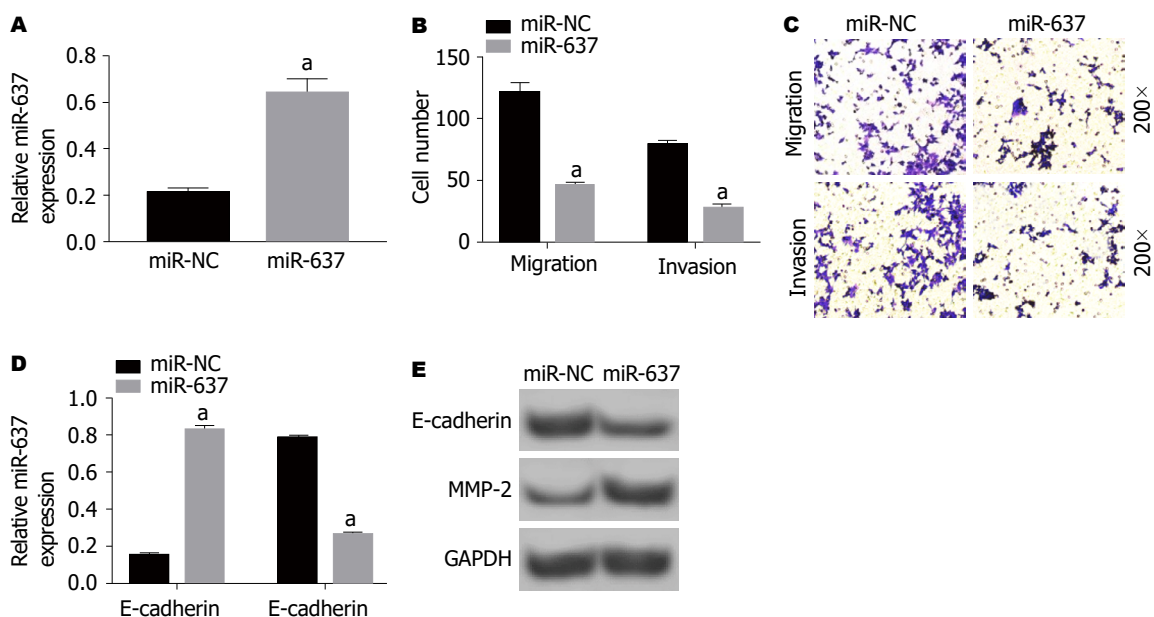 A
Relative miR-637
expression
0.8
0.6
0.4
0.2
0.0
a
miR-NC
miR-637
B
miR-NC
miR-637
Cell number
150
100
50
0
a
a
Migration
Invasion
C
miR-NC
miR-637
Migration
200×
Invasion
200×
D
miR-NC
miR-637
Relative miR-637
expression
1.0
0.8
0.6
0.4
0.2
0.0
a
a
E-cadherin
E-cadherin
E
miR-NC miR-637
E-cadherin
MMP-2
GAPDH